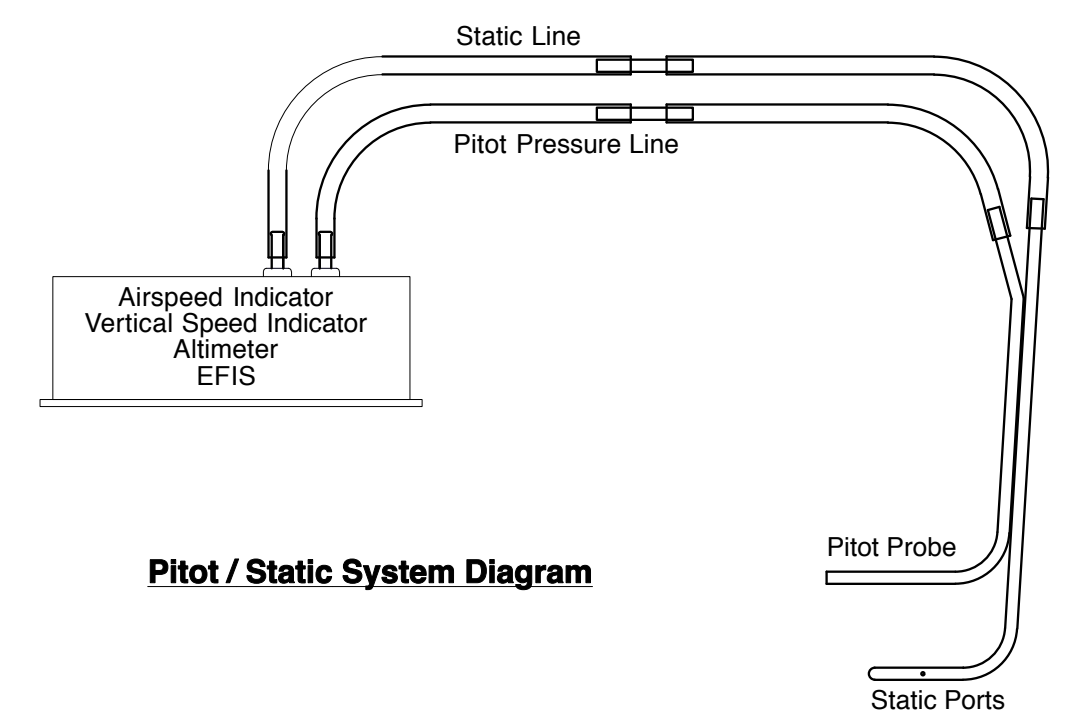 Static Line
Pitot Pressure Line
Airspeed Indicator
Vertical Speed Indicator
Altimeter
EFIS
Pitot / Static System Diagram
Pitot Probe
Static Ports